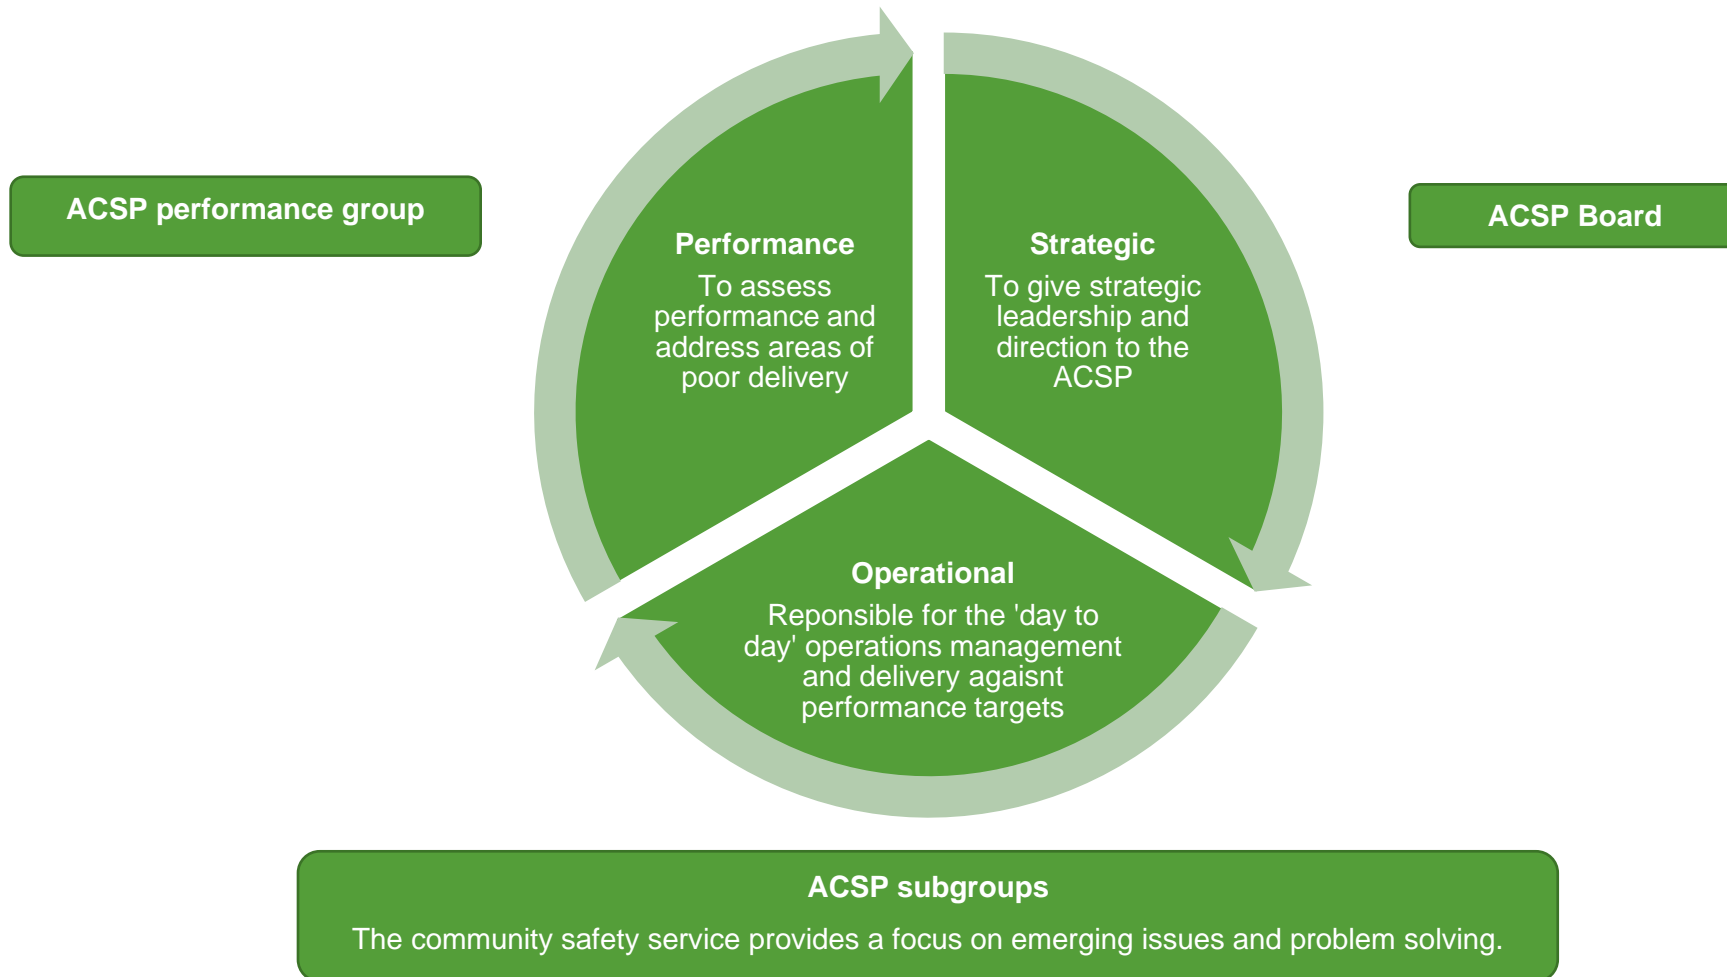 ACSP performance group
Performance
To assess
performance and
address areas of
poor delivery
Strategic
To give strategic
leadership and
direction to the
ACSP
ACSP Board
Operational
Reponsible for the 'day to
day' operations management
and delivery agaisnt
performance targets
ACSP subgroups
The community safety service provides a focus on emerging issues and problem solving.